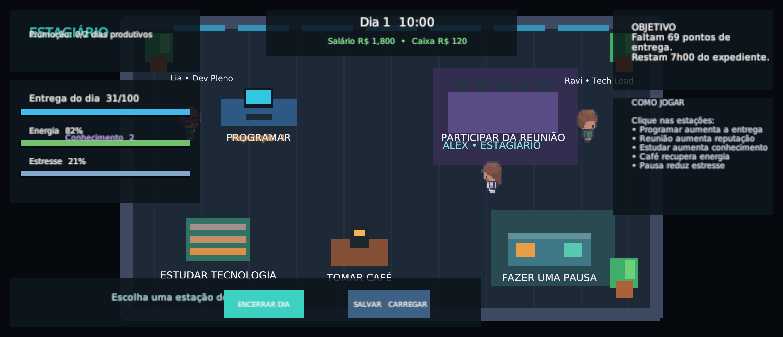 ESTAGIÁRIO
Promoção: 0/2 dias produtivos
Dia 1 10:00
Salário R$ 1,800 • Caixa R$ 120
OBJETIVO
Faltam 69 pontos de
entrega.
Restam 7h00 do expediente.
Lia • Dev Pleno
Ravi • Tech Lead
Entrega do dia 31/100
Energia 82%
Conhecimento 2
Estresse 21%
COMO JOGAR
Clique nas estações:
• Programar aumenta a entrega
• Reunião aumenta reputação
• Estudar aumenta conhecimento
• Café recupera energia
• Pausa reduz estresse
PROGRAMAR
PARTICIPAR DA REUNIÃO
ALEX • ESTAGIÁRIO
ESTUDAR TECNOLOGIA
TOMAR CAFÉ
FAZER UMA PAUSA
Escolha uma estação de
ENCERRAR DIA
SALVAR
CARREGAR